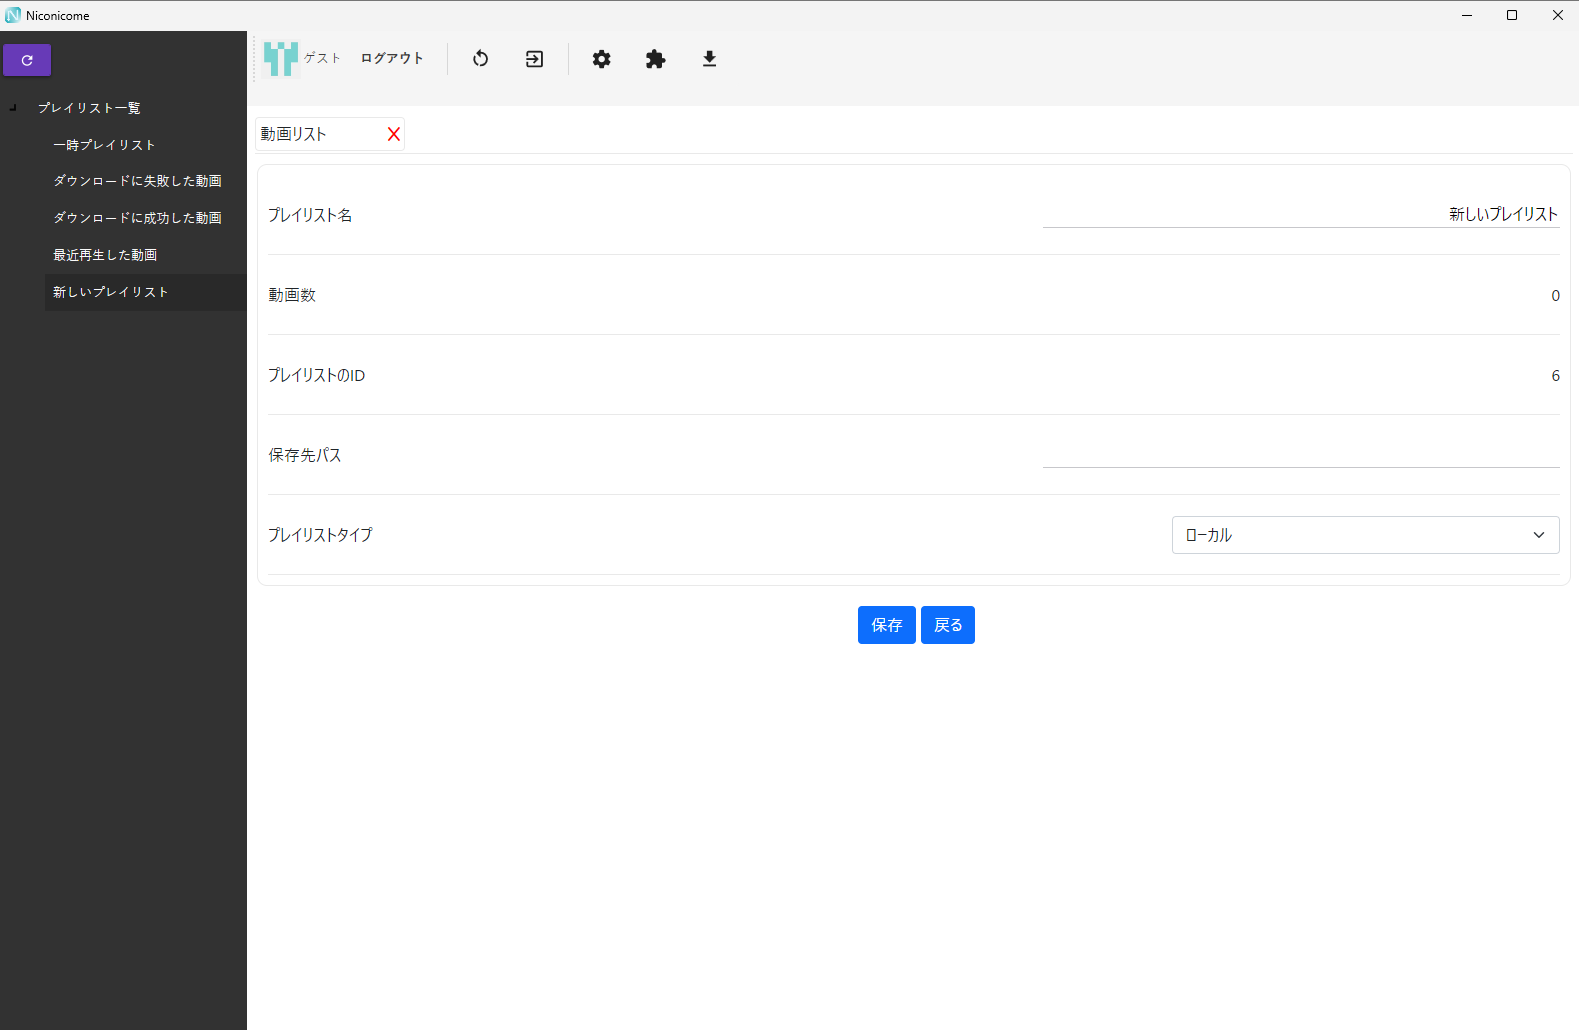 Niconicome
ゲスト
ログアウト
プレイリスト一覧
一時プレイリスト
ダウンロードに失敗した動画
ダウンロードに成功した動画
最近再生した動画
新しいプレイリスト
動画リスト
プレイリスト名
新しいプレイリスト
動画数
0
プレイリストのID
6
保存先パス
プレイリストタイプ
ローカル
保存
戻る